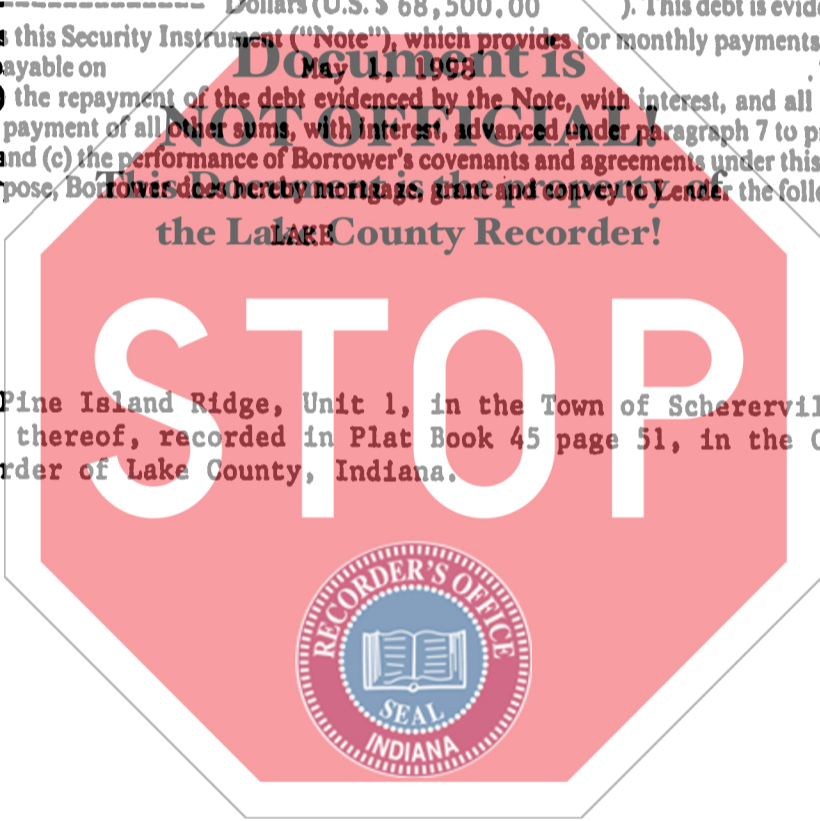 Dollars (U.S. $ 68,500.00 ). This debt is evid
this Security Instrument ("Note"), which provides for monthly payments
ayable on May 1, 1998
the repayment of the debt evidenced by the Note, with interest, and all
payment of all other sums, with interest, advanced under paragraph 7 to p
and (c) the performance of Borrower's covenants and agreements under this
pose, Borrower does hereby mortgage, grant and convey to Lender the foll
LAKE
Document is
NOT OFFICIAL!
This Document is the property of
the Lake County Recorder!
STOP
Pine Island Ridge, Unit 1, in the Town of Scherervil
thereof, recorded in Plat Book 45 page 51, in the O
rder of Lake County, Indiana.
RECORDER'S OFFICE
SEAL
INDIANA